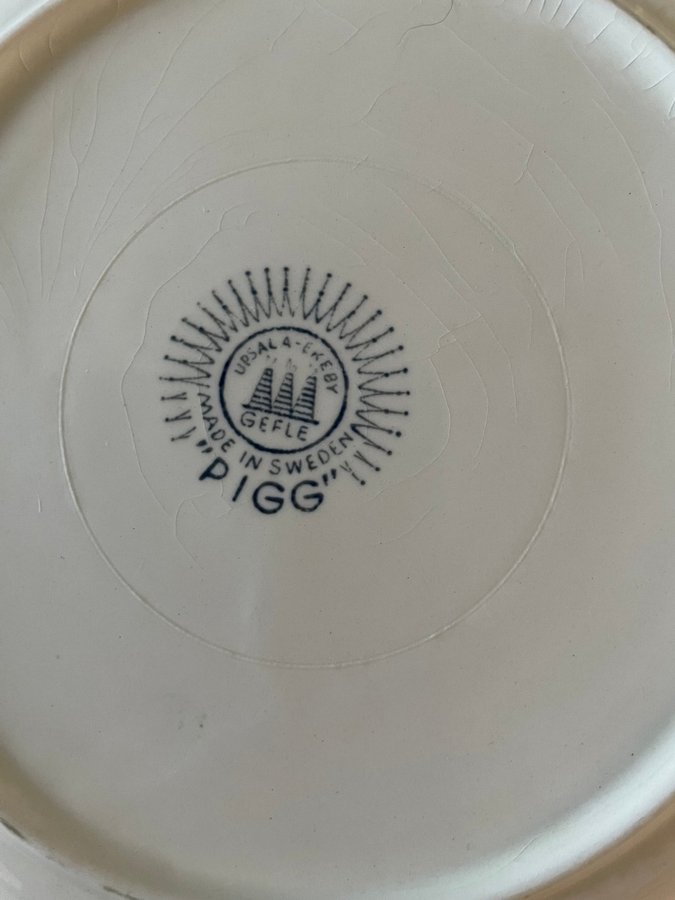 UPSALA-EKEBY
GEFLE
MADE IN SWEDEN
"PIGG"